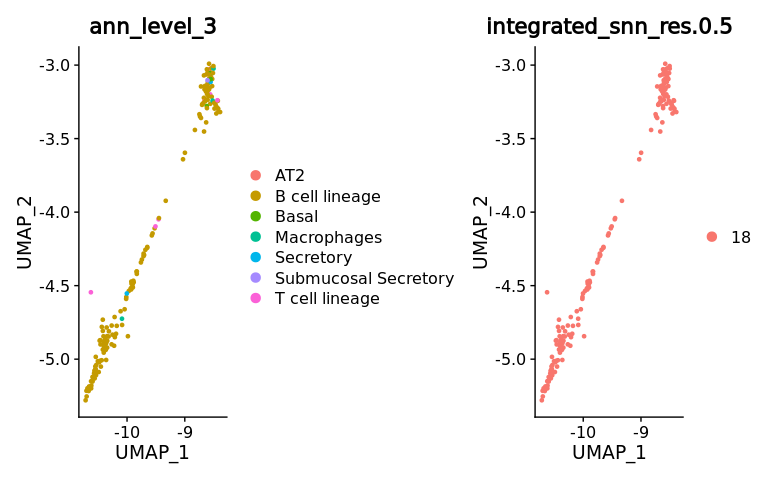 ann_level_3
-3.0
-3.5
-4.0
-4.5
-5.0
UMAP_2
-10 -9
UMAP_1
AT2
B cell lineage
Basal
Macrophages
Secretory
Submucosal Secretory
T cell lineage
integrated_snn_res.0.5
-3.0
-3.5
-4.0
-4.5
-5.0
UMAP_2
-10 -9
UMAP_1
18